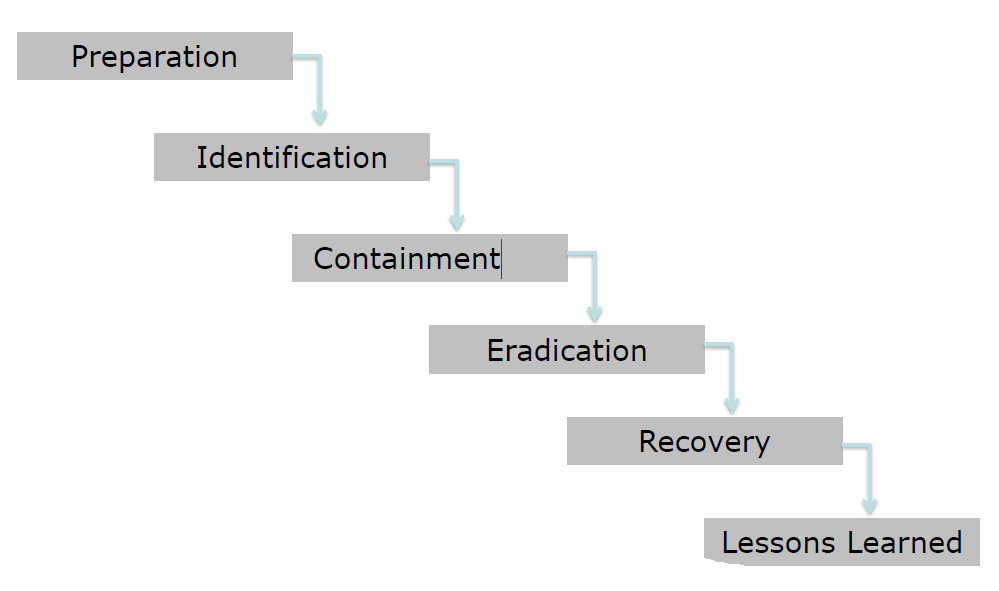 Preparation
Identification
Containment
Eradication
Recovery
Lessons Learned